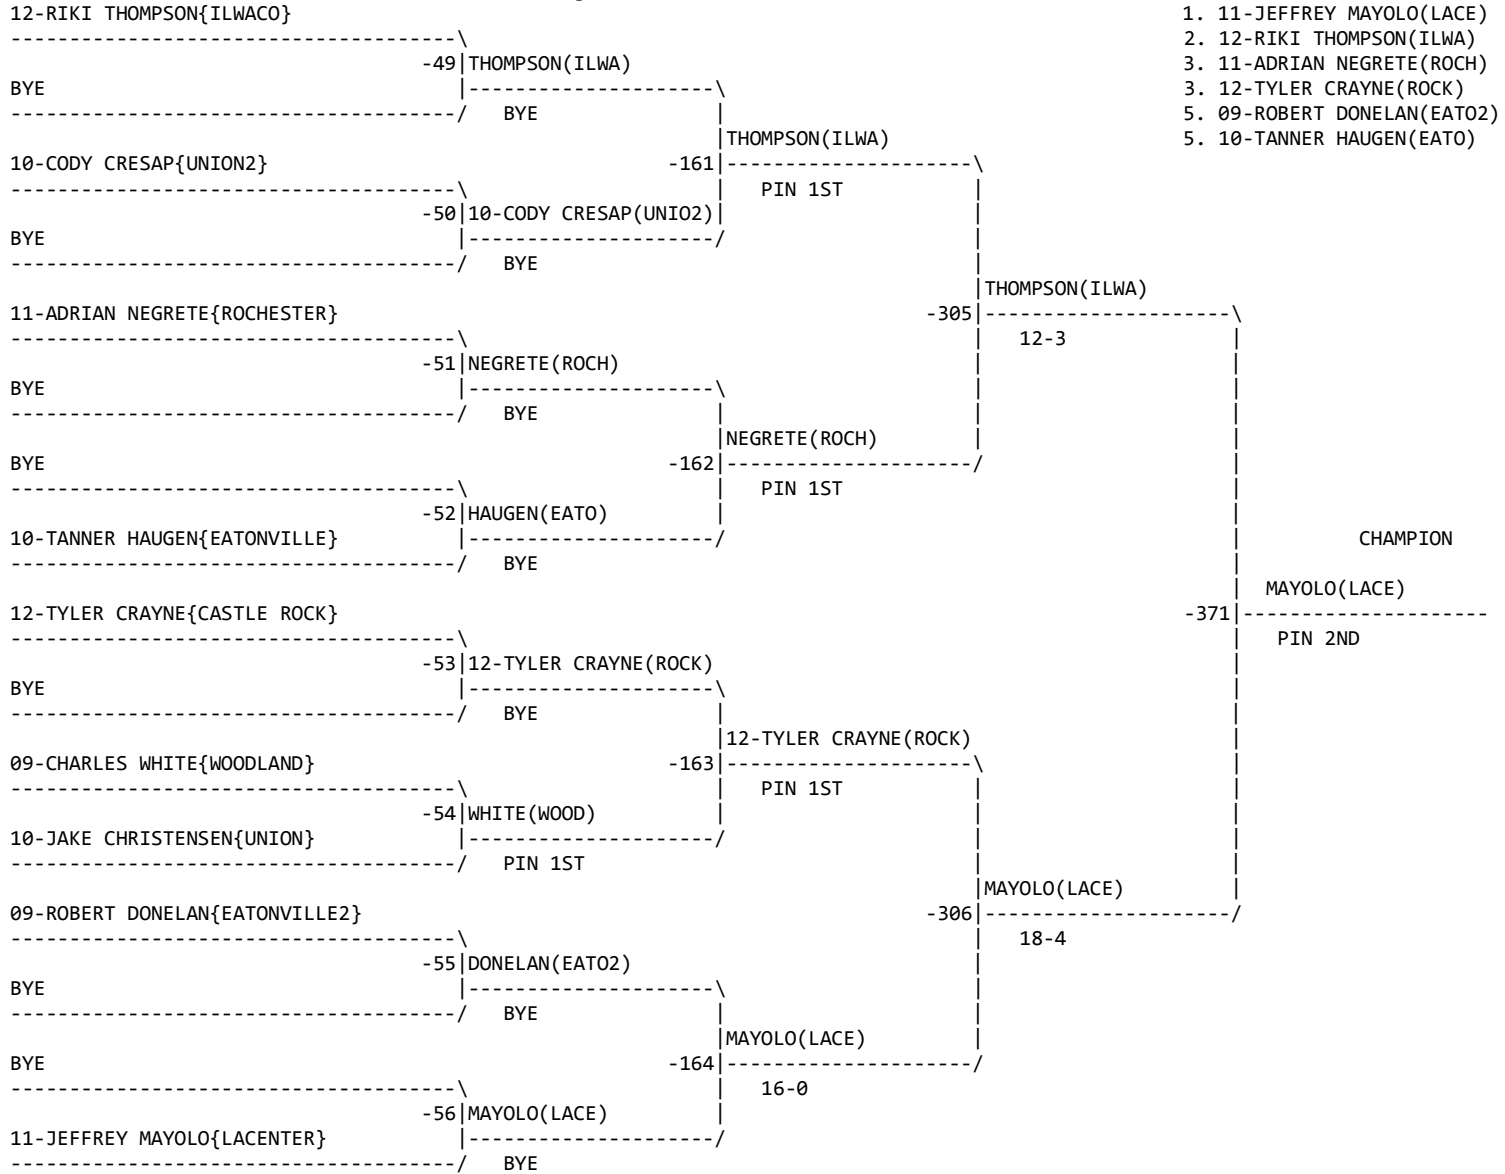 12-RIKI THOMPSON{ILWACO} 1. 11-JEFFREY MAYOLO(LACE)
--------------------------------------\ 2. 12-RIKI THOMPSON(ILWA)
-49|THOMPSON(ILWA) 3. 11-ADRIAN NEGRETE(ROCH)
BYE |---------------------\ 3. 12-TYLER CRAYNE(ROCK)
--------------------------------------/ BYE | 5. 09-ROBERT DONELAN(EATO2)
|THOMPSON(ILWA) 5. 10-TANNER HAUGEN(EATO)
10-CODY CRESAP{UNION2} -161|---------------------\
--------------------------------------\ | PIN 1ST |
-50|10-CODY CRESAP(UNIO2)| |
BYE |---------------------/ |
--------------------------------------/ BYE |
|THOMPSON(ILWA)
11-ADRIAN NEGRETE{ROCHESTER} -305|---------------------\
--------------------------------------\ | 12-3 |
-51|NEGRETE(ROCH) | |
BYE |---------------------\ | |
--------------------------------------/ BYE | | |
|NEGRETE(ROCH) | |
BYE -162|---------------------/ |
--------------------------------------\ | PIN 1ST |
-52|HAUGEN(EATO) | |
10-TANNER HAUGEN{EATONVILLE} |---------------------/ | CHAMPION
--------------------------------------/ BYE |
| MAYOLO(LACE)
12-TYLER CRAYNE{CASTLE ROCK} -371|---------------------
--------------------------------------\ | PIN 2ND
-53|12-TYLER CRAYNE(ROCK) |
BYE |---------------------\ |
--------------------------------------/ BYE | |
|12-TYLER CRAYNE(ROCK) |
09-CHARLES WHITE{WOODLAND} -163|---------------------\ |
--------------------------------------\ | PIN 1ST | |
-54|WHITE(WOOD) | | |
10-JAKE CHRISTENSEN{UNION} |---------------------/ | |
--------------------------------------/ PIN 1ST | |
|MAYOLO(LACE) |
09-ROBERT DONELAN{EATONVILLE2} -306|---------------------/
--------------------------------------\ | 18-4
-55|DONELAN(EATO2) |
BYE |---------------------\ |
--------------------------------------/ BYE | |
|MAYOLO(LACE) |
BYE -164|---------------------/
--------------------------------------\ | 16-0
-56|MAYOLO(LACE) |
11-JEFFREY MAYOLO{LACENTER} |---------------------/
--------------------------------------/ BYE